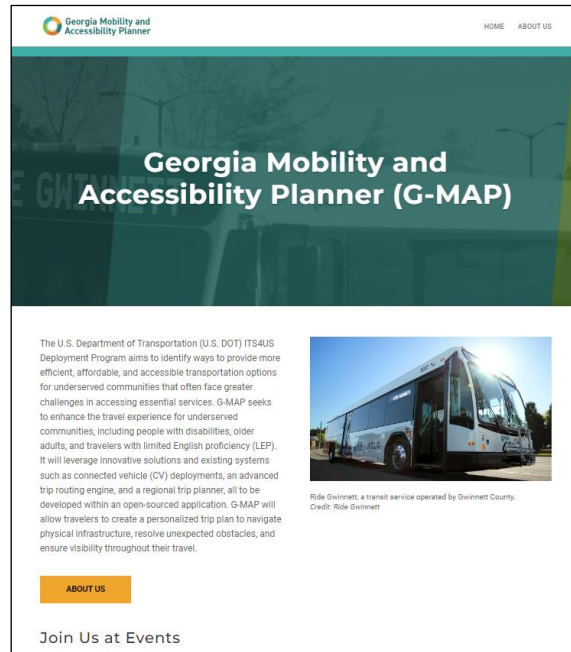 Georgia Mobility and
Accessibility Planner
HOME ABOUT US
E GWINNETT
Georgia Mobility and
Accessibility Planner (G-MAP)
The U.S. Department of Transportation (U.S. DOT) ITS4US
Deployment Program aims to identify ways to provide more
efficient, affordable, and accessible transportation options
for underserved communities that often face greater
challenges in accessing essential services. G-MAP seeks
to enhance the travel experience for underserved
communities, including people with disabilities, older
adults, and travelers with limited English proficiency (LEP).
It will leverage innovative solutions and existing systems
such as connected vehicle (CV) deployments, an advanced
trip routing engine, and a regional trip planner, all to be
developed within an open-sourced application. G-MAP will
allow travelers to create a personalized trip plan to navigate
physical infrastructure, resolve unexpected obstacles, and
ensure visibility throughout their travel.
Ride Gwinnett, a transit service operated by Gwinnett County.
Credit: Ride Gwinnett
ABOUT US
Join Us at Events